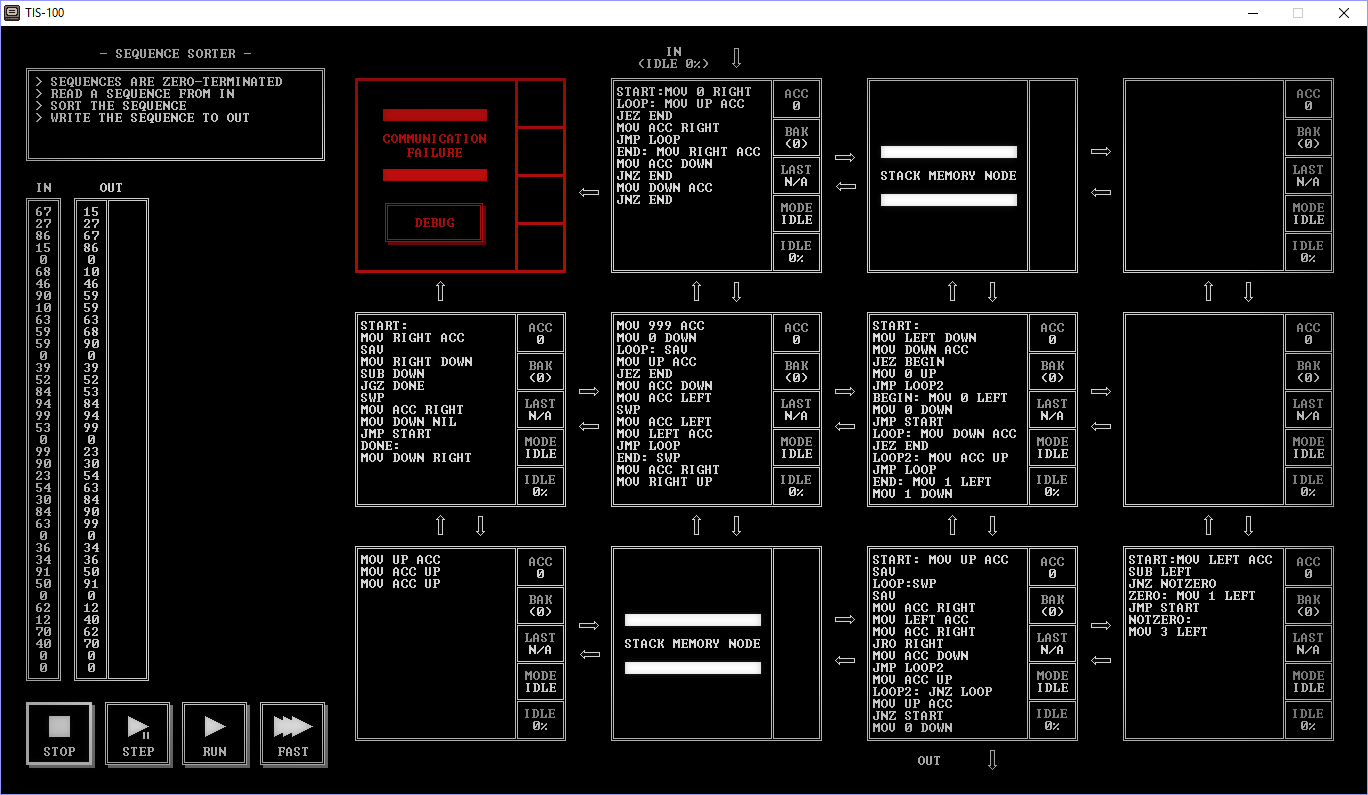 TIS-100
- SEQUENCE SORTER -
> SEQUENCES ARE ZERO-TERMINATED
> READ A SEQUENCE FROM IN
> SORT THE SEQUENCE
> WRITE THE SEQUENCE TO OUT
IN OUT
67 15
27 27
86 67
15 86
0 0
68 10
46 46
90 59
10 59
63 63
59 68
59 90
0 0
39 39
52 52
84 53
94 84
99 94
53 99
0 0
99 23
90 30
23 54
54 63
30 84
84 90
63 99
0 0
36 34
34 36
91 50
50 91
0 0
62 12
12 40
70 62
40 70
0 0
0 0
STOP
STEP
RUN
FAST
IN
(IDLE 0%)
COMMUNICATION
FAILURE
DEBUG
START:MOV 0 RIGHT
LOOP: MOV UP ACC
JEZ END
MOV ACC RIGHT
JMP LOOP
END: MOV RIGHT ACC
MOV ACC DOWN
JNZ END
MOV DOWN ACC
JNZ END
ACC
0
BAK
(0)
LAST
N/A
MODE
IDLE
IDLE
0%
STACK MEMORY NODE
ACC
0
BAK
(0)
LAST
N/A
MODE
IDLE
IDLE
0%
START:
MOV RIGHT ACC
SAV
MOV RIGHT DOWN
SUB DOWN
JGZ DONE
SWP
MOV ACC RIGHT
MOV DOWN NIL
JMP START
DONE:
MOV DOWN RIGHT
ACC
0
BAK
(0)
LAST
N/A
MODE
IDLE
IDLE
0%
MOV 999 ACC
MOV 0 DOWN
LOOP: SAV
MOV UP ACC
JEZ END
MOV ACC DOWN
MOV ACC LEFT
SWP
MOV ACC LEFT
MOV LEFT ACC
JMP LOOP
END: SWP
MOV ACC RIGHT
MOV RIGHT UP
ACC
0
BAK
(0)
LAST
N/A
MODE
IDLE
IDLE
0%
START:
MOV LEFT DOWN
MOV DOWN ACC
JEZ BEGIN
MOV 0 UP
JMP LOOP2
BEGIN: MOV 0 LEFT
MOV 0 DOWN
JMP START
LOOP: MOV DOWN ACC
JEZ END
LOOP2: MOV ACC UP
JMP LOOP
END: MOV 1 LEFT
MOV 1 DOWN
ACC
0
BAK
(0)
LAST
N/A
MODE
IDLE
IDLE
0%
ACC
0
BAK
(0)
LAST
N/A
MODE
IDLE
IDLE
0%
MOV UP ACC
MOV ACC UP
MOV ACC UP
ACC
0
BAK
(0)
LAST
N/A
MODE
IDLE
IDLE
0%
STACK MEMORY NODE
START: MOV UP ACC
SAV
LOOP:SWP
SAV
MOV ACC RIGHT
MOV LEFT ACC
MOV ACC RIGHT
JRO RIGHT
MOV ACC DOWN
JMP LOOP2
MOV ACC UP
LOOP2: JNZ LOOP
MOV UP ACC
JNZ START
MOV 0 DOWN
ACC
0
BAK
(0)
LAST
N/A
MODE
IDLE
IDLE
0%
START:MOV LEFT ACC
SUB LEFT
JNZ NOTZERO
ZERO: MOV 1 LEFT
JMP START
NOTZERO:
MOV 3 LEFT
ACC
0
BAK
(0)
LAST
N/A
MODE
IDLE
IDLE
0%
OUT